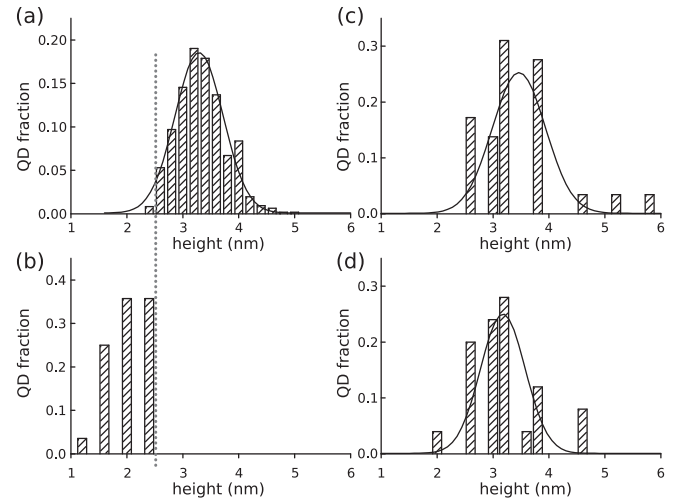 (a)
QD fraction
0.20
0.15
0.10
0.05
0.00
1 2 3 4 5 6
height (nm)
(b)
QD fraction
0.4
0.3
0.2
0.1
0.0
1 2 3 4 5 6
height (nm)
(c)
QD fraction
0.3
0.2
0.1
0.0
1 2 3 4 5 6
height (nm)
(d)
QD fraction
0.3
0.2
0.1
0.0
1 2 3 4 5 6
height (nm)